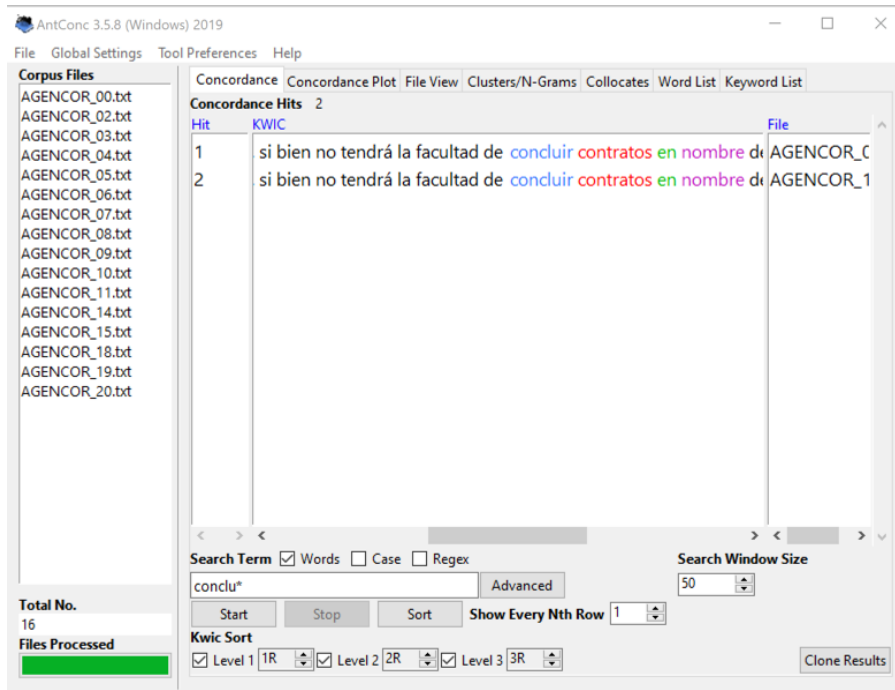 AntConc 3.5.8 (Windows) 2019
File Global Settings Tool Preferences Help
Corpus Files
AGENCOR_00.txt
AGENCOR_02.txt
AGENCOR_03.txt
AGENCOR_04.txt
AGENCOR_05.txt
AGENCOR_06.txt
AGENCOR_07.txt
AGENCOR_08.txt
AGENCOR_09.txt
AGENCOR_10.txt
AGENCOR_11.txt
AGENCOR_14.txt
AGENCOR_15.txt
AGENCOR_18.txt
AGENCOR_19.txt
AGENCOR_20.txt
Total No.
16
Files Processed
Concordance Concordance Plot File View Clusters/N-Grams Collocates Word List Keyword List
Concordance Hits 2
Hit KWIC File
1 si bien no tendrá la facultad de concluir contratos en nombre de AGENCOR_0
2 si bien no tendrá la facultad de concluir contratos en nombre de AGENCOR_1
Search Term Words Case Regex Search Window Size
conclu* Advanced 50
Start Stop Sort Show Every Nth Row 1
Kwic Sort
Level 1 1R Level 2 2R Level 3 3R Clone Results